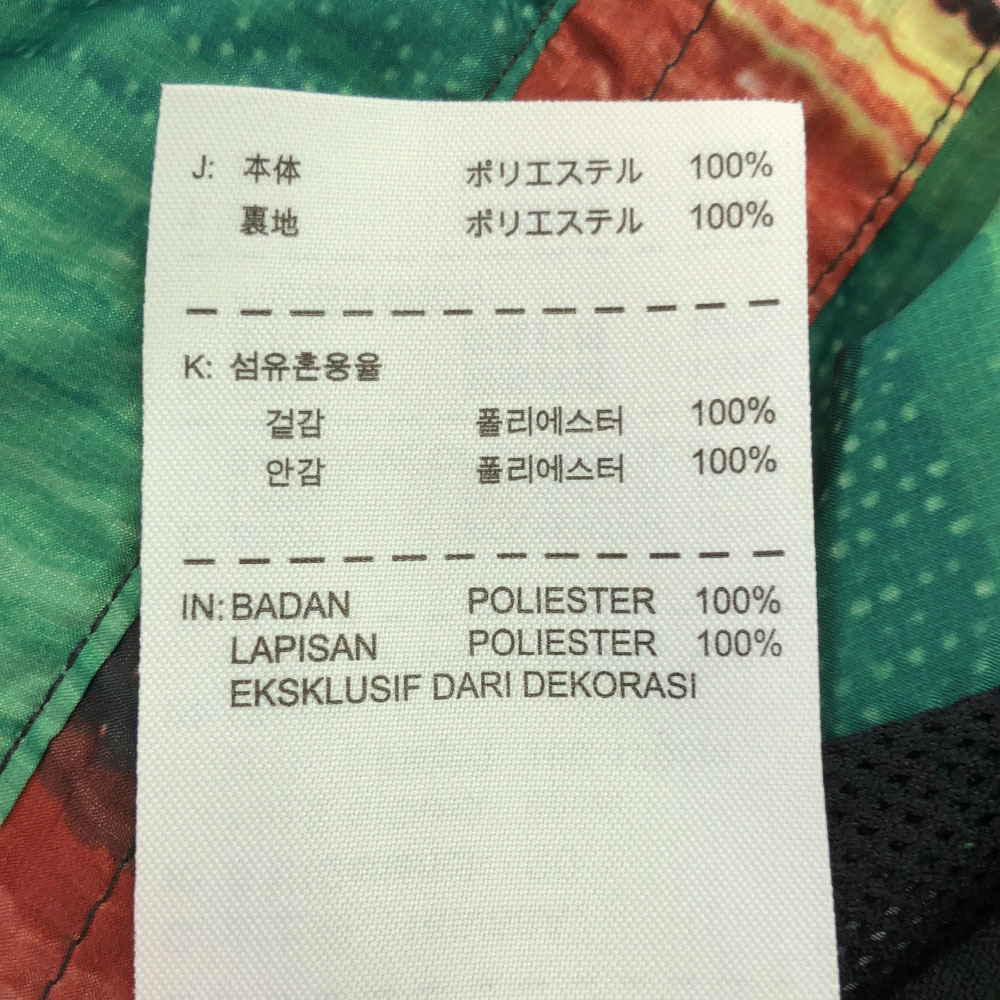 J: 本体 ポリエステル 100%
裏地 ポリエステル 100%
K: 섬유혼용율
겉감 폴리에스터 100%
안감 폴리에스터 100%
IN: BADAN POLIESTER 100%
LAPISAN POLIESTER 100%
EKSKLUSIF DARI DEKORASI